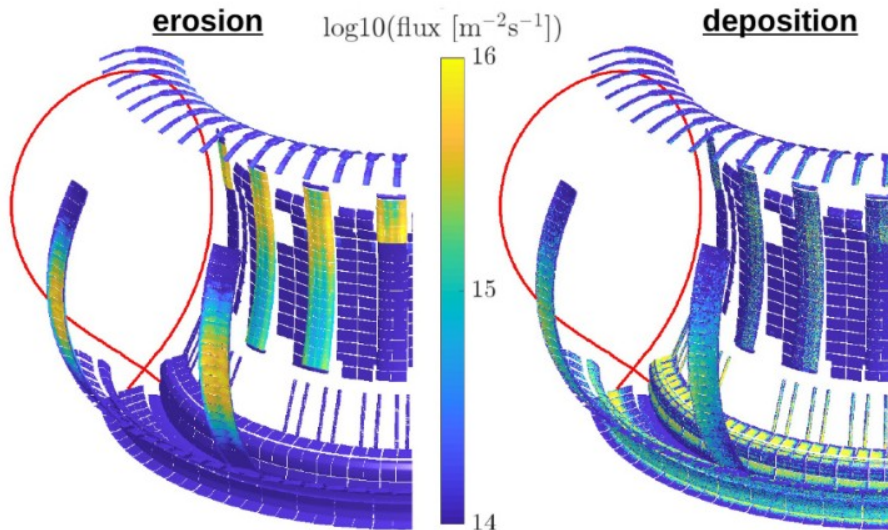 erosion
log10(flux [m−2s−1])
deposition
16
15
14